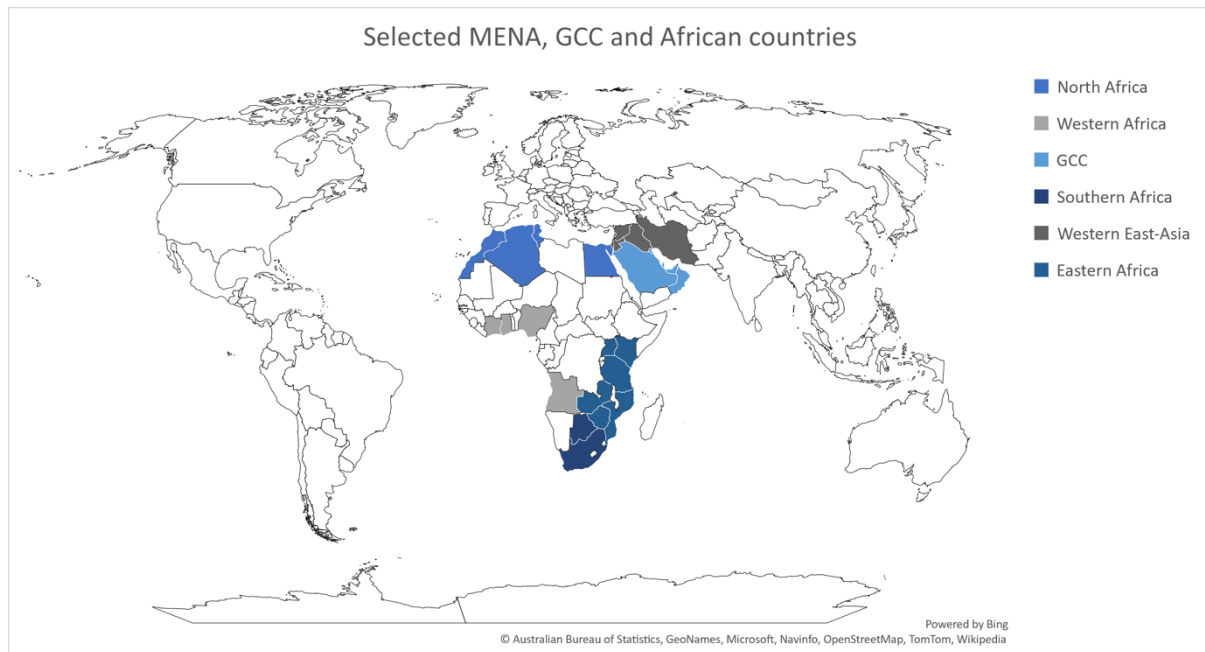 Selected MENA, GCC and African countries
North Africa
Western Africa
GCC
Southern Africa
Western East-Asia
Eastern Africa
Powered by Bing
© Australian Bureau of Statistics, GeoNames, Microsoft, Navinfo, OpenStreetMap, TomTom, Wikipedia